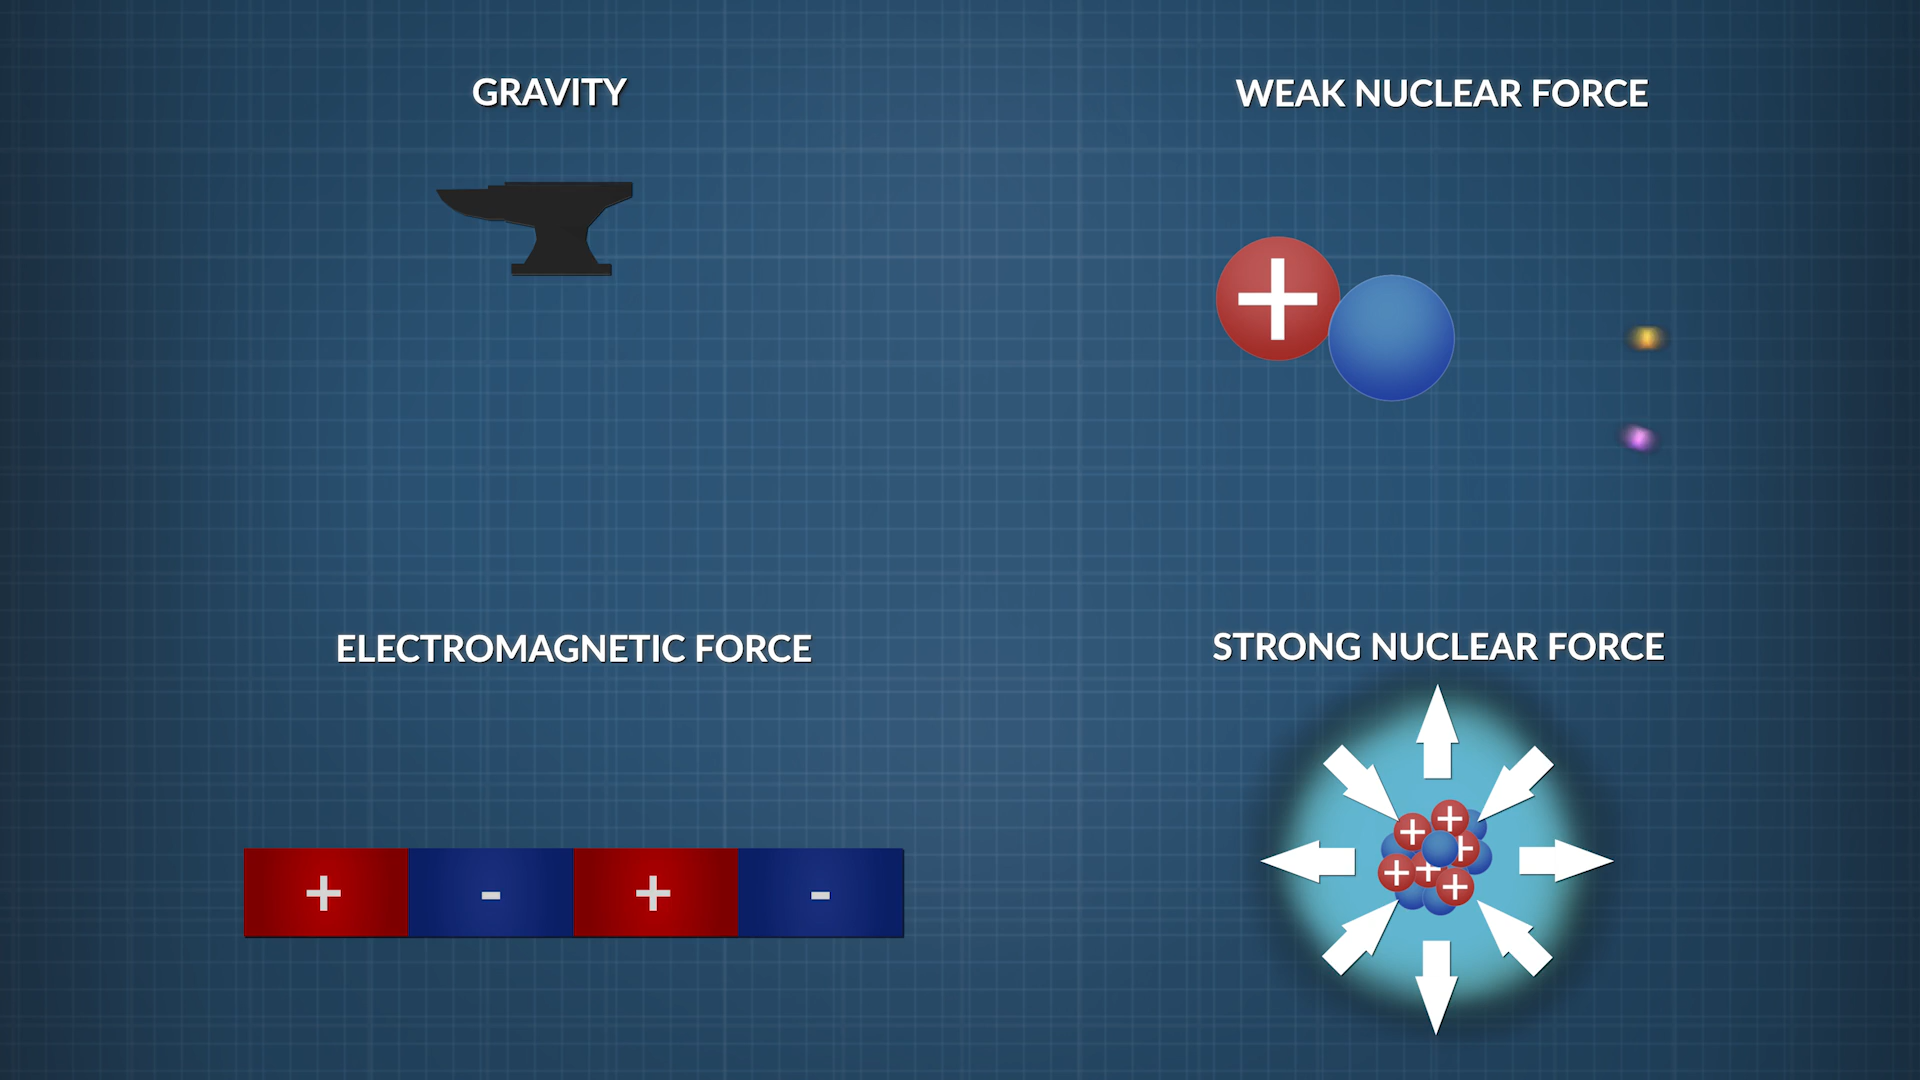 GRAVITY
WEAK NUCLEAR FORCE
+
ELECTROMAGNETIC FORCE
STRONG NUCLEAR FORCE
+ - + -
+ + + + + +